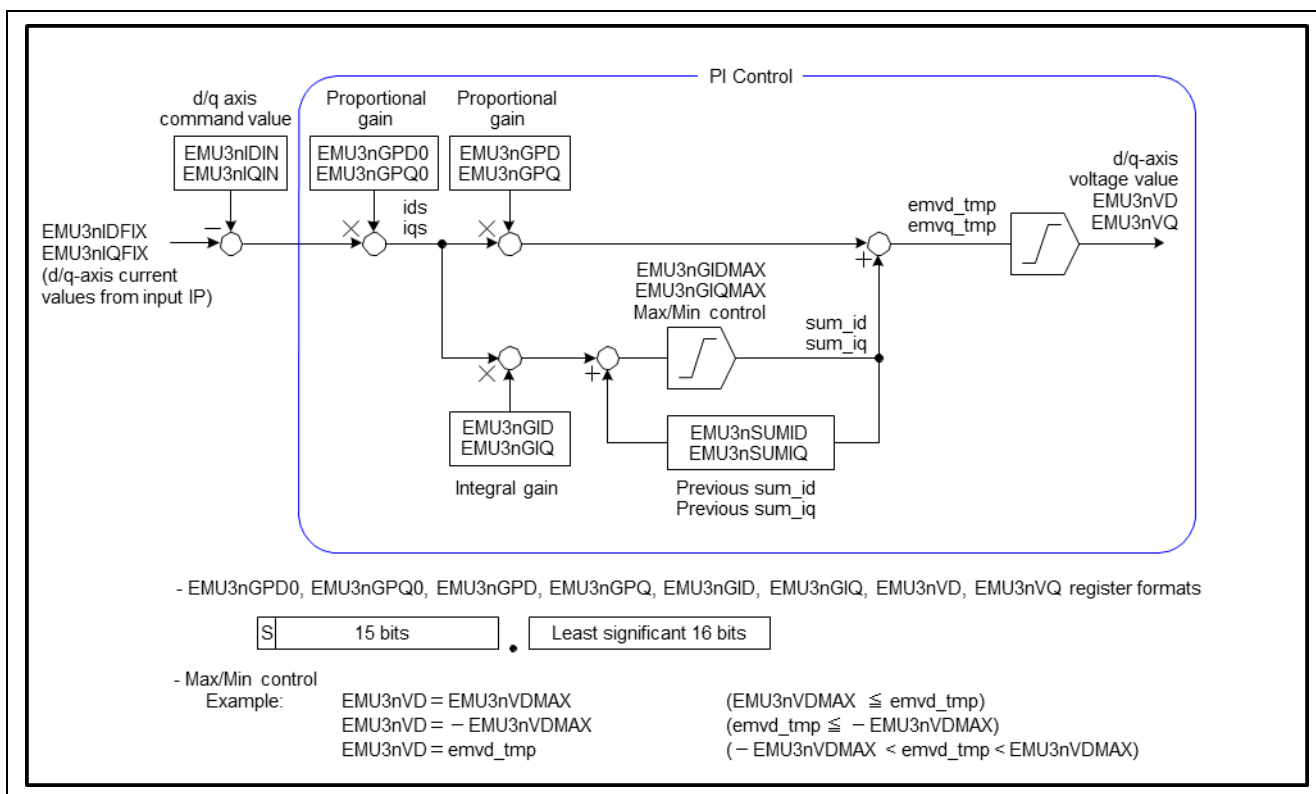 PI Control
d/q axis
command value
EMU3nIDIN
EMU3nIQIN
Proportional
gain
EMU3nGPD0
EMU3nGPQ0
Proportional
gain
EMU3nGPD
EMU3nGPQ
d/q-axis
voltage value
EMU3nVD
EMU3nVQ
EMU3nIDFIX
EMU3nIQFIX
(d/q-axis current
values from input IP)
−
×
ids
iqs
×
emvd_tmp
emvq_tmp
+
EMU3nGIDMAX
EMU3nGIQMAX
Max/Min control
sum_id
sum_iq
×
+
EMU3nGID
EMU3nGIQ
Integral gain
EMU3nSUMID
EMU3nSUMIQ
Previous sum_id
Previous sum_iq
- EMU3nGPD0, EMU3nGPQ0, EMU3nGPD, EMU3nGPQ, EMU3nGID, EMU3nGIQ, EMU3nVD, EMU3nVQ register formats
S 15 bits . Least significant 16 bits
- Max/Min control
Example: EMU3nVD = EMU3nVDMAX (EMU3nVDMAX ≦ emvd_tmp)
EMU3nVD = − EMU3nVDMAX (emvd_tmp ≦ − EMU3nVDMAX)
EMU3nVD = emvd_tmp (− EMU3nVDMAX < emvd_tmp < EMU3nVDMAX)